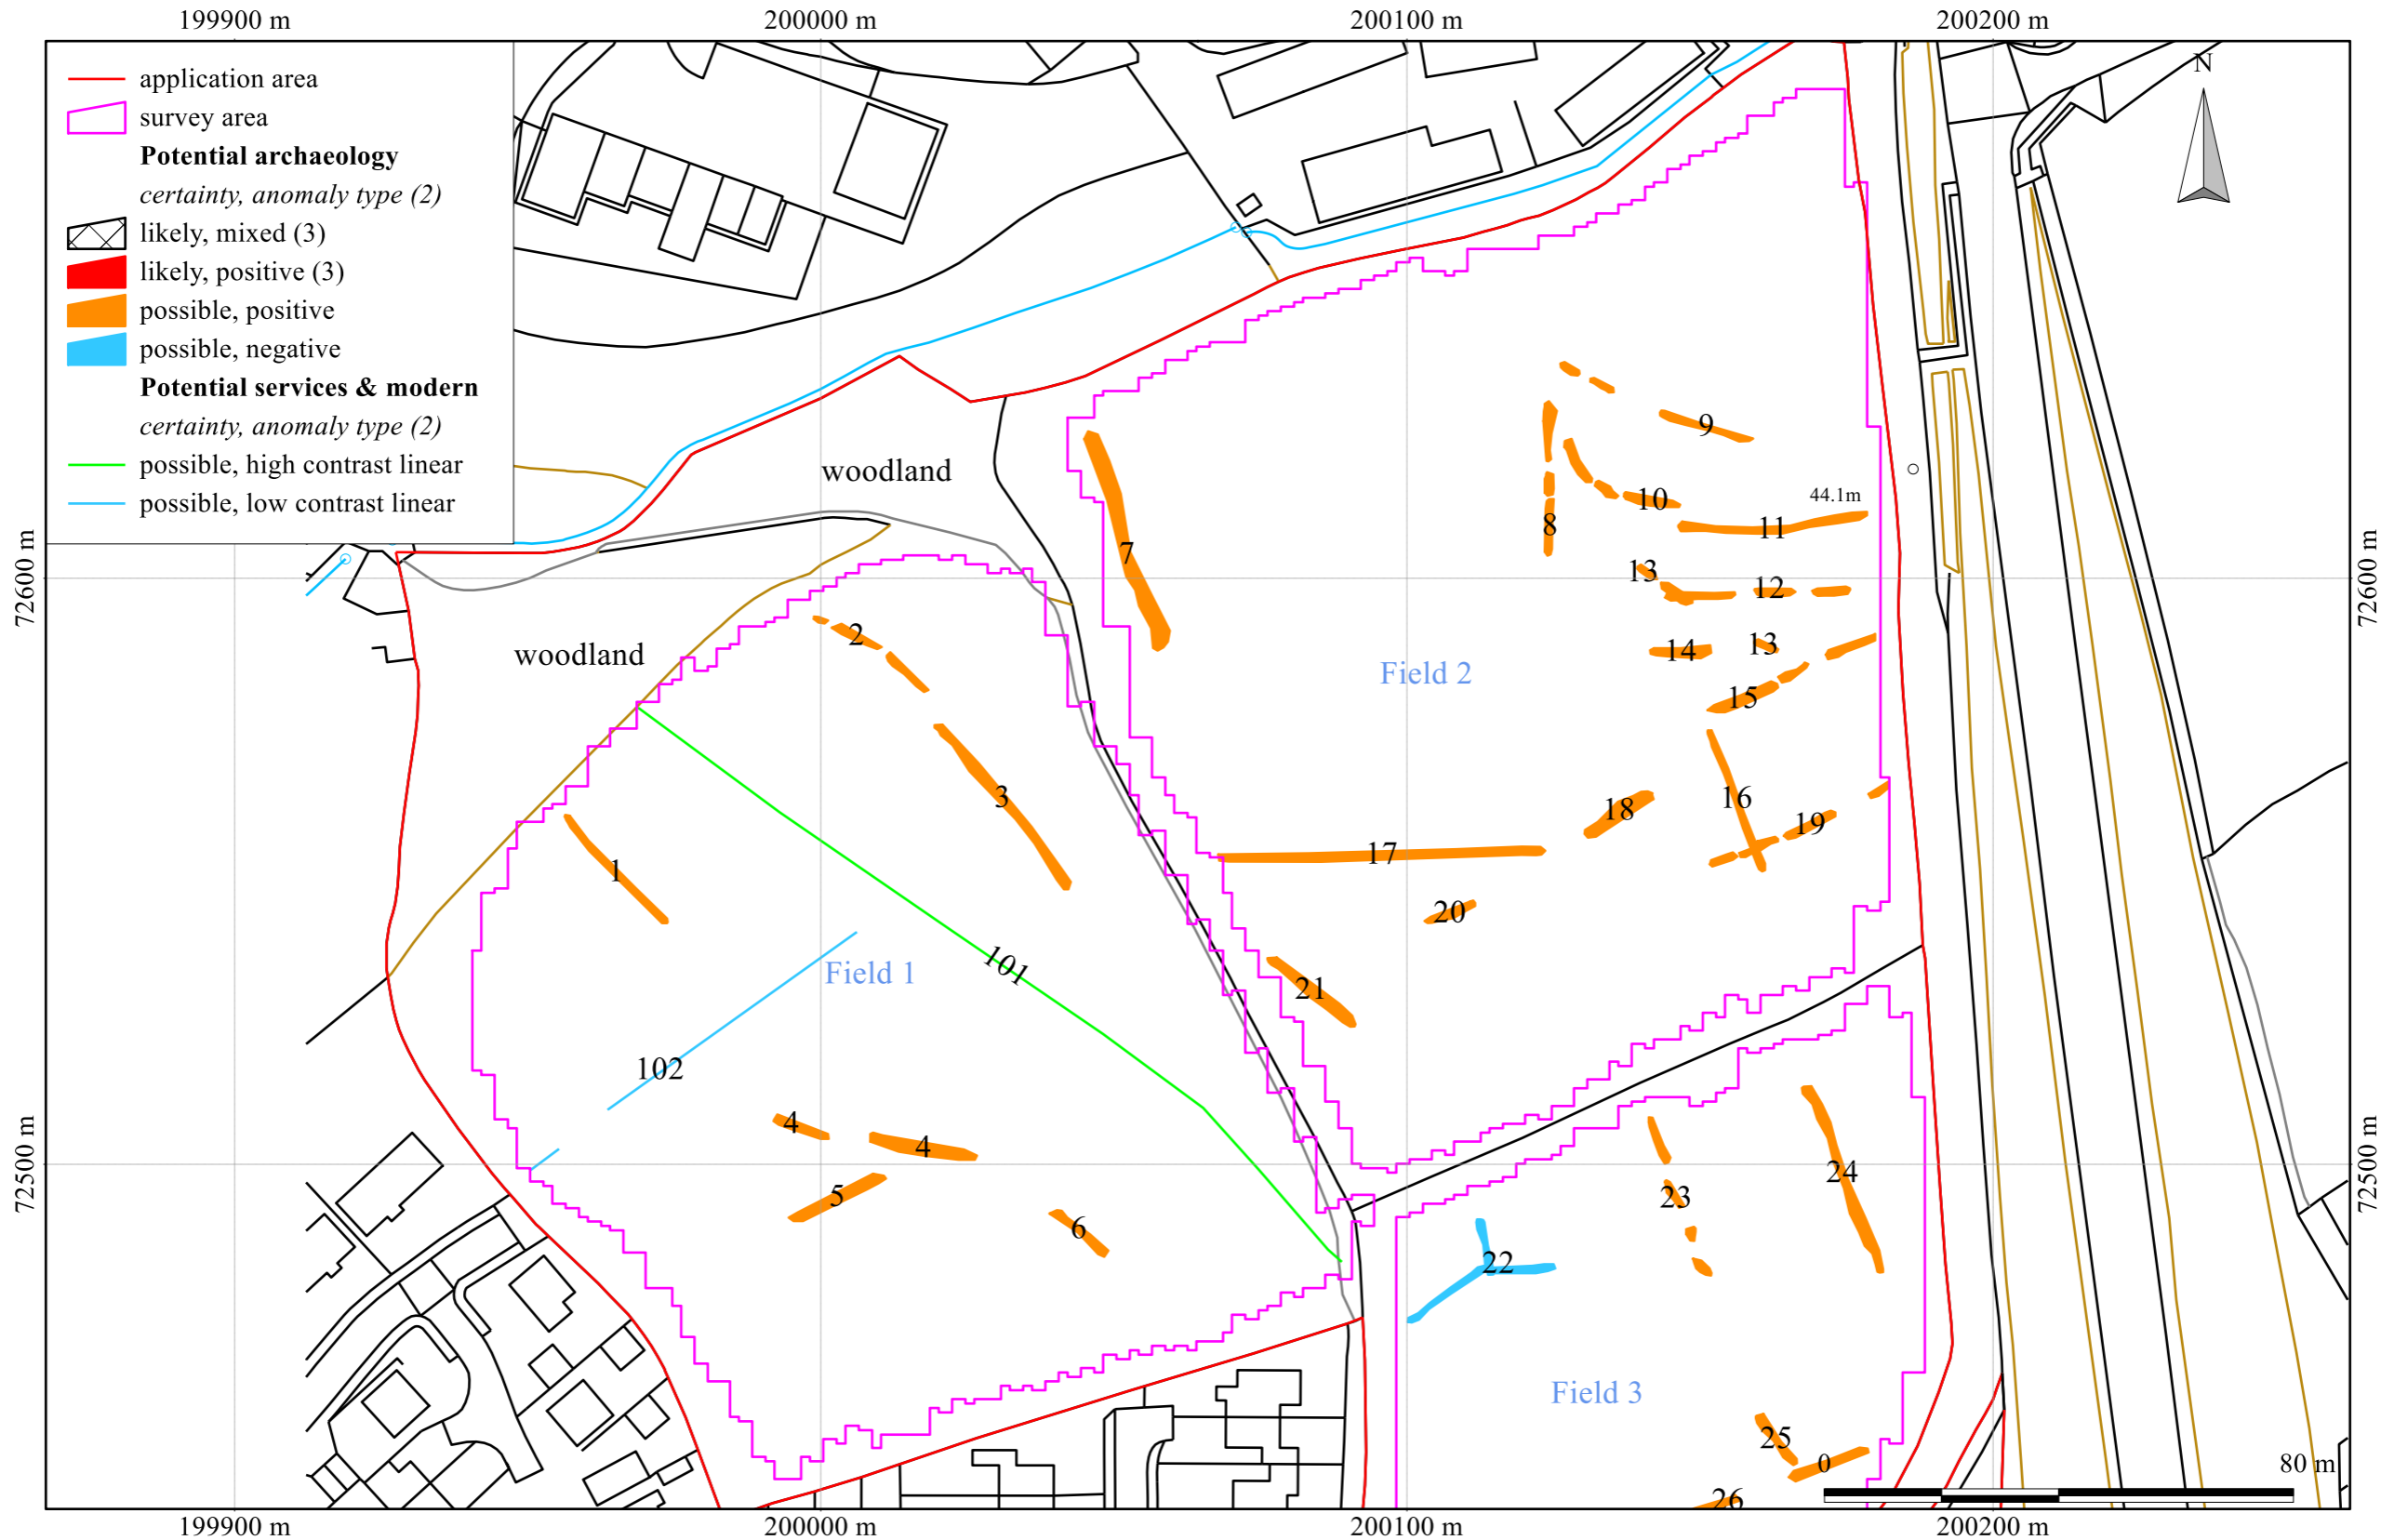 199900 m 200000 m 200100 m 200200 m
N
application area
survey area
Potential archaeology
certainty, anomaly type (2)
likely, mixed (3)
likely, positive (3)
possible, positive
possible, negative
Potential services & modern
certainty, anomaly type (2)
possible, high contrast linear
possible, low contrast linear
woodland
woodland
72600 m
72600 m
72500 m
72500 m
44.1m
Field 1
Field 2
Field 3
1
2
3
4
4
5
6
7
8
9
10
11
12
13
13
14
15
16
17
18
19
20
21
22
23
24
25
26
101
102
0 80 m
199900 m 200000 m 200100 m 200200 m